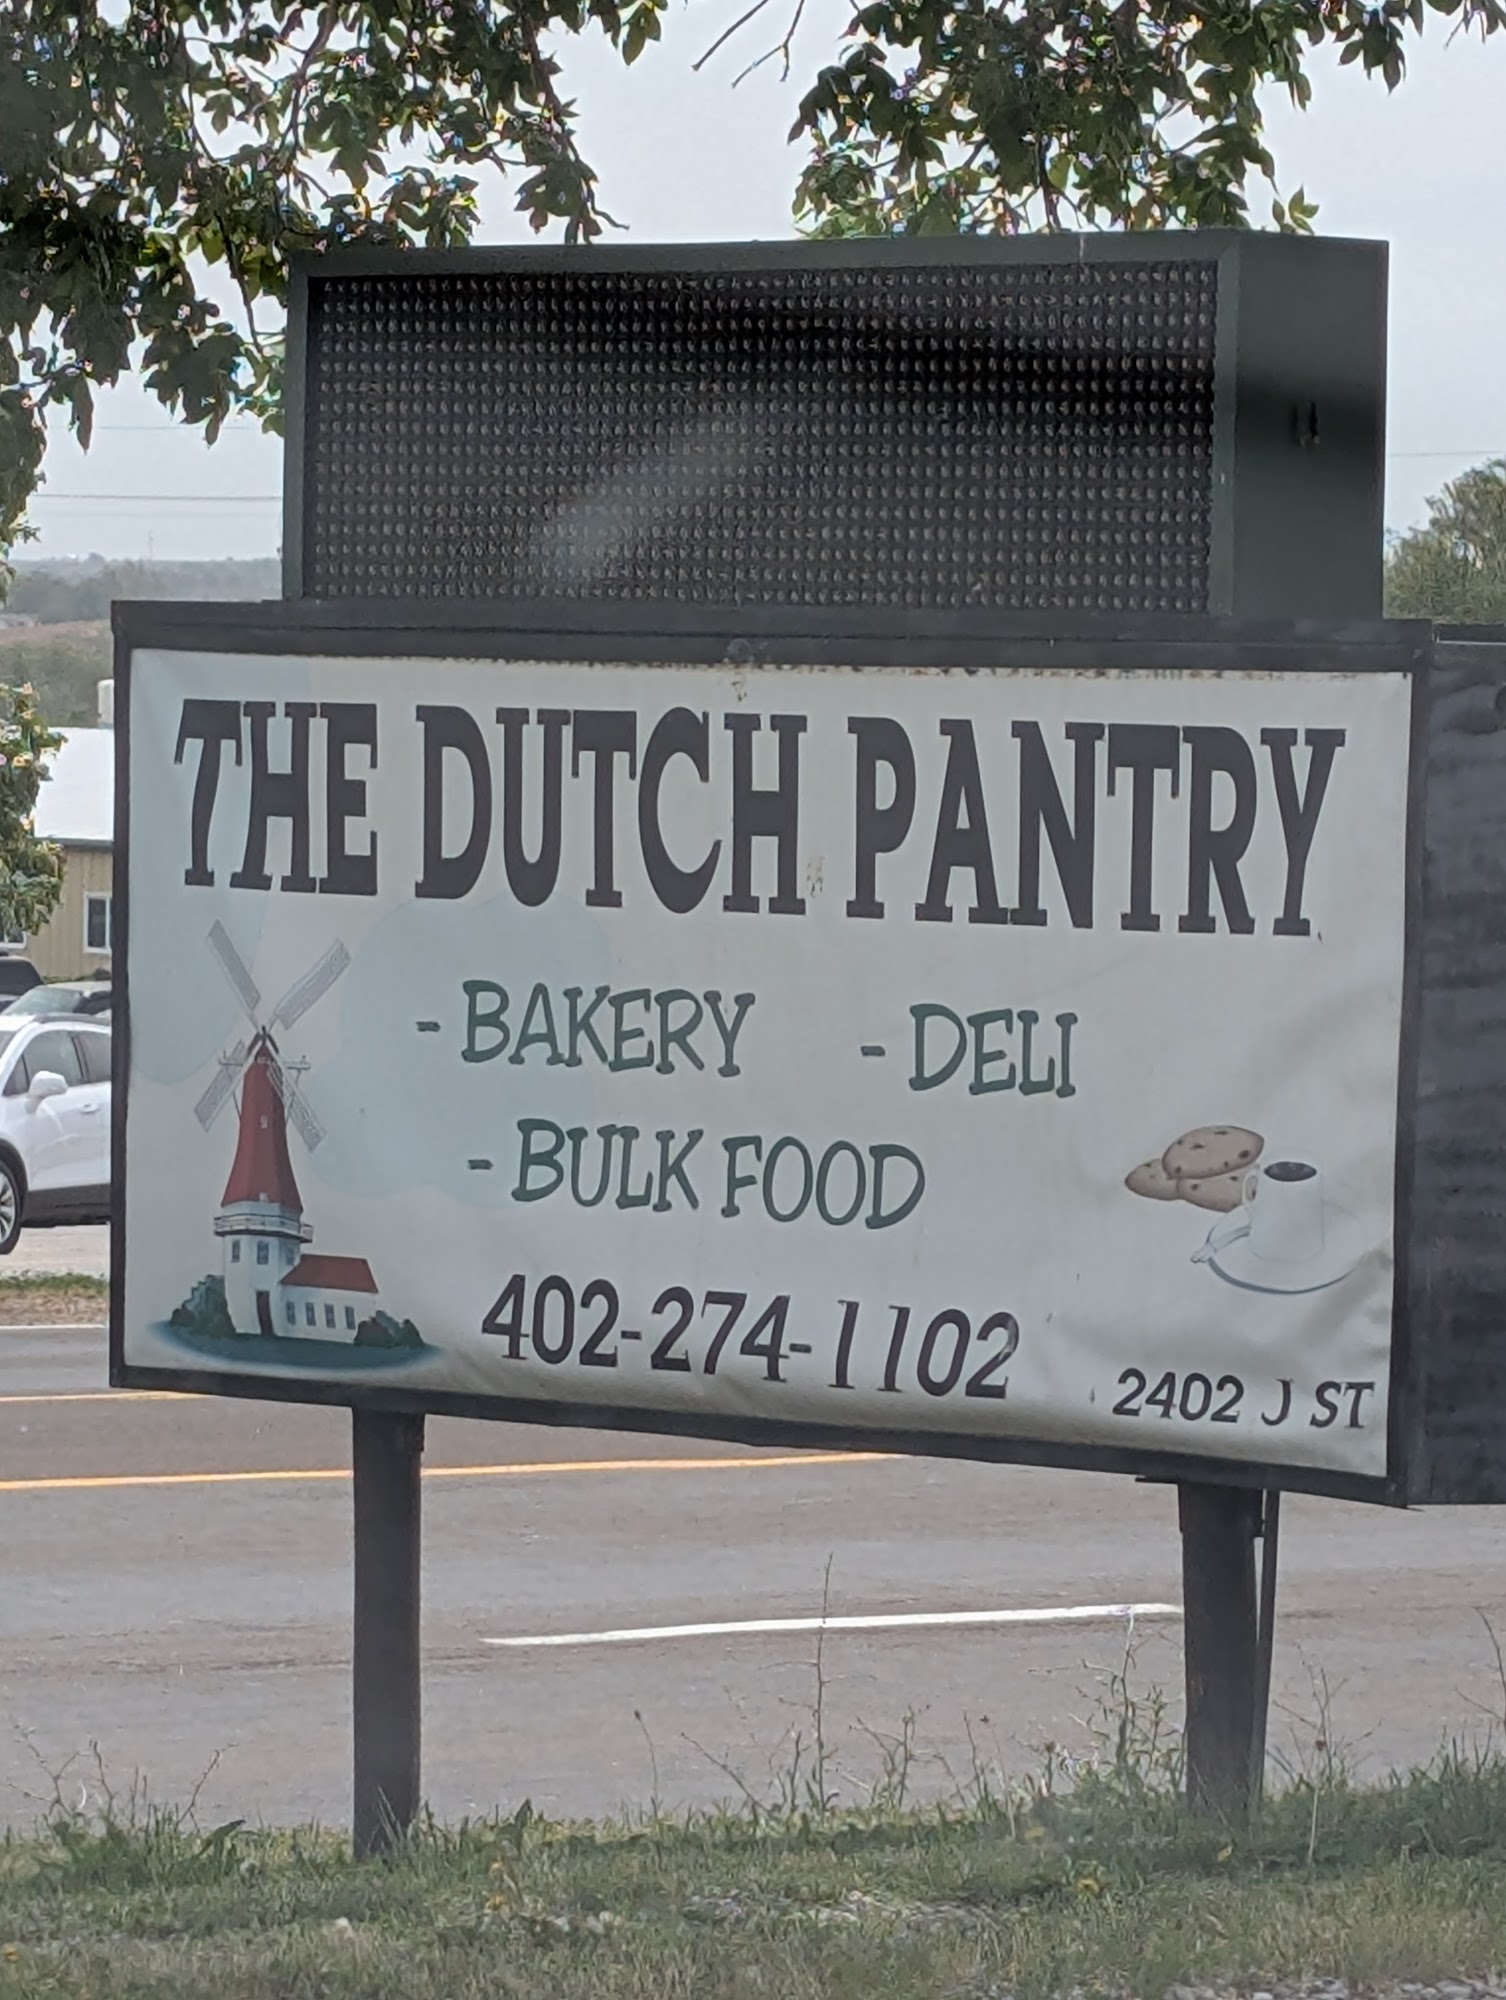 THE DUTCH PANTRY
- BAKERY - DELI
- BULK FOOD
402-274-1102
2402 J ST